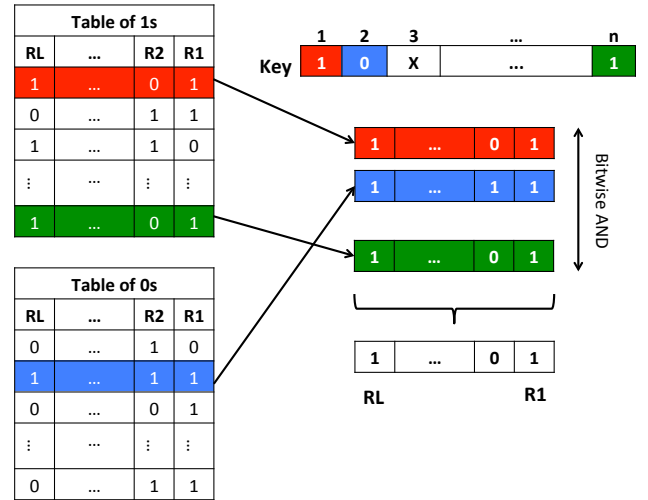 Table of 1s
RL ... R2 R1
1 ... 0 1
0 ... 1 1
1 ... 1 0
⋮ ... ⋮ ⋮
1 ... 0 1
Table of 0s
RL ... R2 R1
0 ... 1 0
1 ... 1 1
0 ... 0 1
⋮ ... ⋮ ⋮
0 ... 1 1
1 2 3 ... n
Key 1 0 X ... 1
1 ... 0 1
1 ... 1 1
1 ... 0 1
Bitwise AND
1 ... 0 1
RL R1